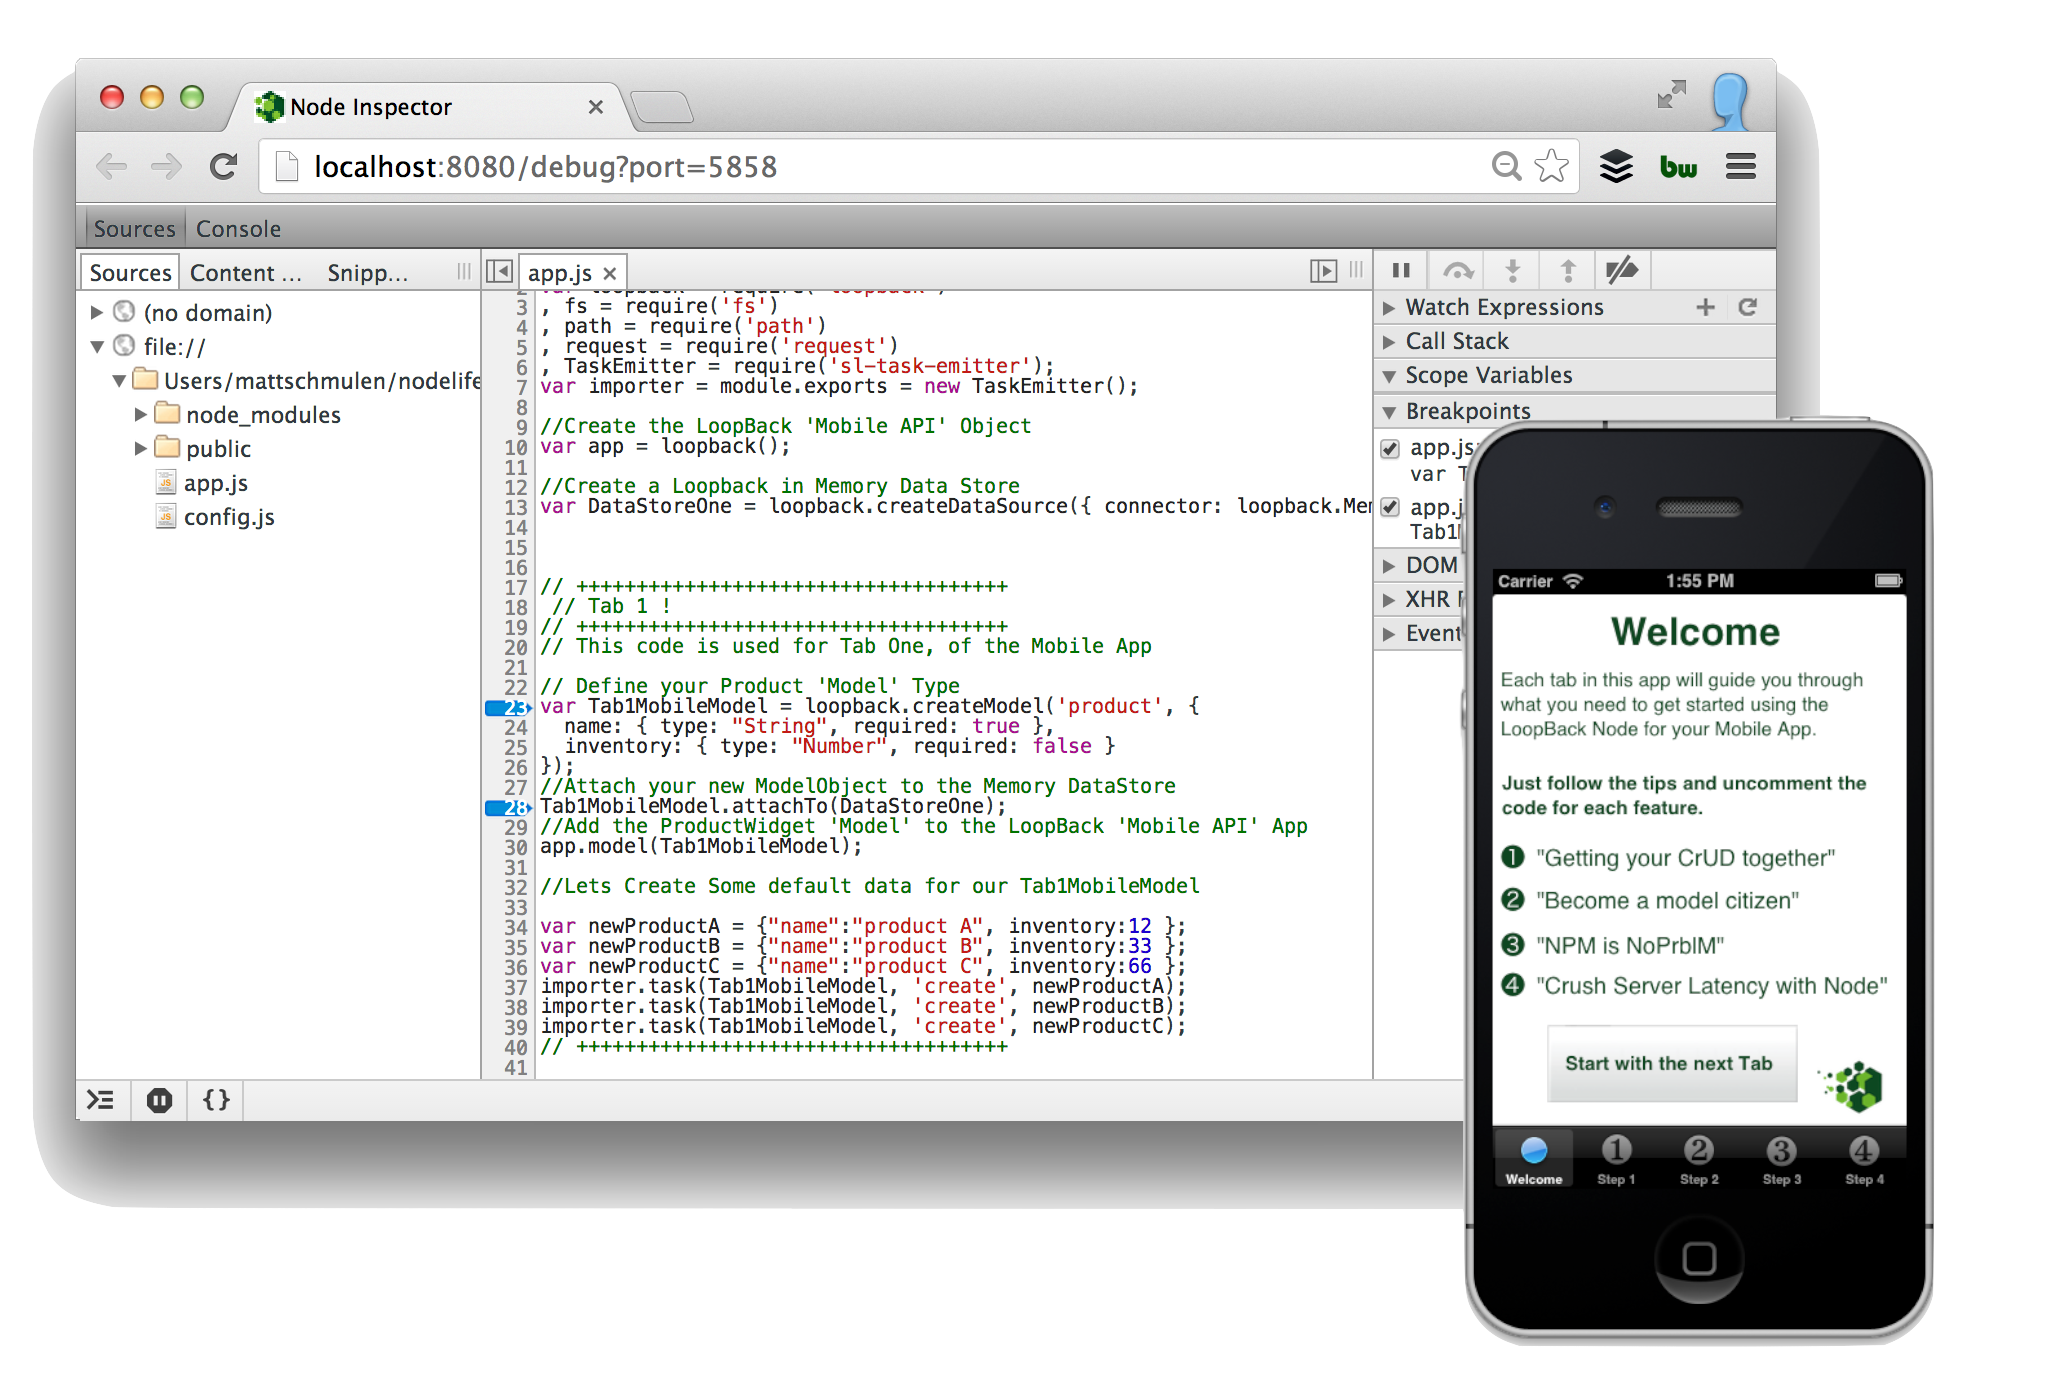 Node Inspector
localhost:8080/debug?port=5858
bw
Sources Console
Sources Content ... Snipp...
(no domain)
file://
Users/mattschmulen/nodelife
node_modules
public
app.js
config.js
app.js
3 , fs = require('fs')
4 , path = require('path')
5 , request = require('request')
6 , TaskEmitter = require('sl-task-emitter');
7 var importer = module.exports = new TaskEmitter();
8
9 //Create the LoopBack 'Mobile API' Object
10 var app = loopback();
11
12 //Create a Loopback in Memory Data Store
13 var DataStoreOne = loopback.createDataSource({ connector: loopback.Mem
14
15
16
17 // ++++++++++++++++++++++++++++++++++++
18 // Tab 1 !
19 // ++++++++++++++++++++++++++++++++++++
20 // This code is used for Tab One, of the Mobile App
21
22 // Define your Product 'Model' Type
23 var Tab1MobileModel = loopback.createModel('product', {
24 name: { type: "String", required: true },
25 inventory: { type: "Number", required: false }
26 });
27 //Attach your new ModelObject to the Memory DataStore
28 Tab1MobileModel.attachTo(DataStoreOne);
29 //Add the ProductWidget 'Model' to the LoopBack 'Mobile API' App
30 app.model(Tab1MobileModel);
31
32 //Lets Create Some default data for our Tab1MobileModel
33
34 var newProductA = {"name":"product A", inventory:12 };
35 var newProductB = {"name":"product B", inventory:33 };
36 var newProductC = {"name":"product C", inventory:66 };
37 importer.task(Tab1MobileModel, 'create', newProductA);
38 importer.task(Tab1MobileModel, 'create', newProductB);
39 importer.task(Tab1MobileModel, 'create', newProductC);
40 // ++++++++++++++++++++++++++++++++++++
41
Watch Expressions
Call Stack
Scope Variables
Breakpoints
app.js
var T
app.j
Tab1M
DOM
XHR
Event
{}
Carrier 1:55 PM
Welcome
Each tab in this app will guide you through
what you need to get started using the
LoopBack Node for your Mobile App.
Just follow the tips and uncomment the
code for each feature.
1 "Getting your CrUD together"
2 "Become a model citizen"
3 "NPM is NoPrblM"
4 "Crush Server Latency with Node"
Start with the next Tab
1 2 3 4
Welcome Step 1 Step 2 Step 3 Step 4